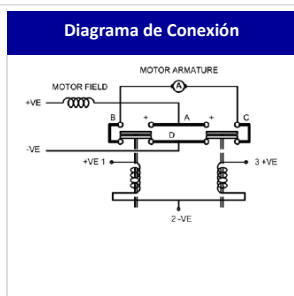 Diagrama de Conexión
MOTOR ARMATURE
A
MOTOR FIELD
+VE
B + A + C
D
-VE
+VE 1
3 +VE
2 -VE